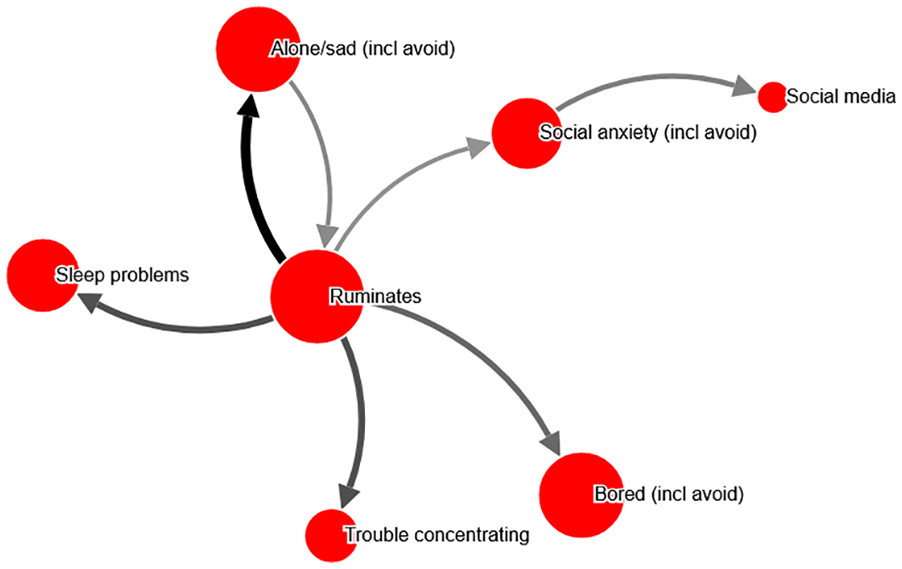 Alone/sad (incl avoid)
Social media
Social anxiety (incl avoid)
Sleep problems
Ruminates
Bored (incl avoid)
Trouble concentrating